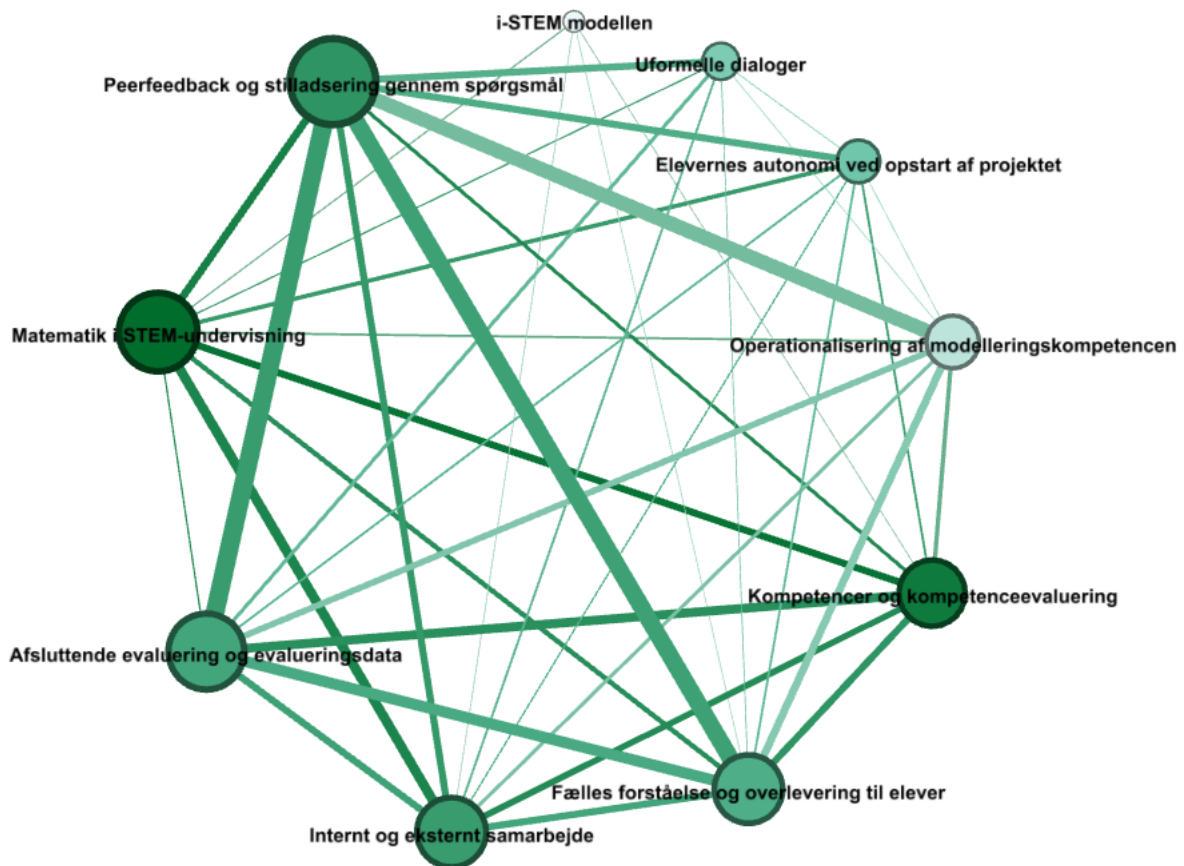 i-STEM modellen
Uformelle dialoger
Peerfeedback og stilladsering gennem spørgsmål
Elevernes autonomi ved opstart af projektet
Matematik i STEM-undervisning
Operationalisering af modelleringskompetencen
Kompetencer og kompetenceevaluering
Afsluttende evaluering og evalueringsdata
Fælles forståelse og overlevering til elever
Internt og eksternt samarbejde